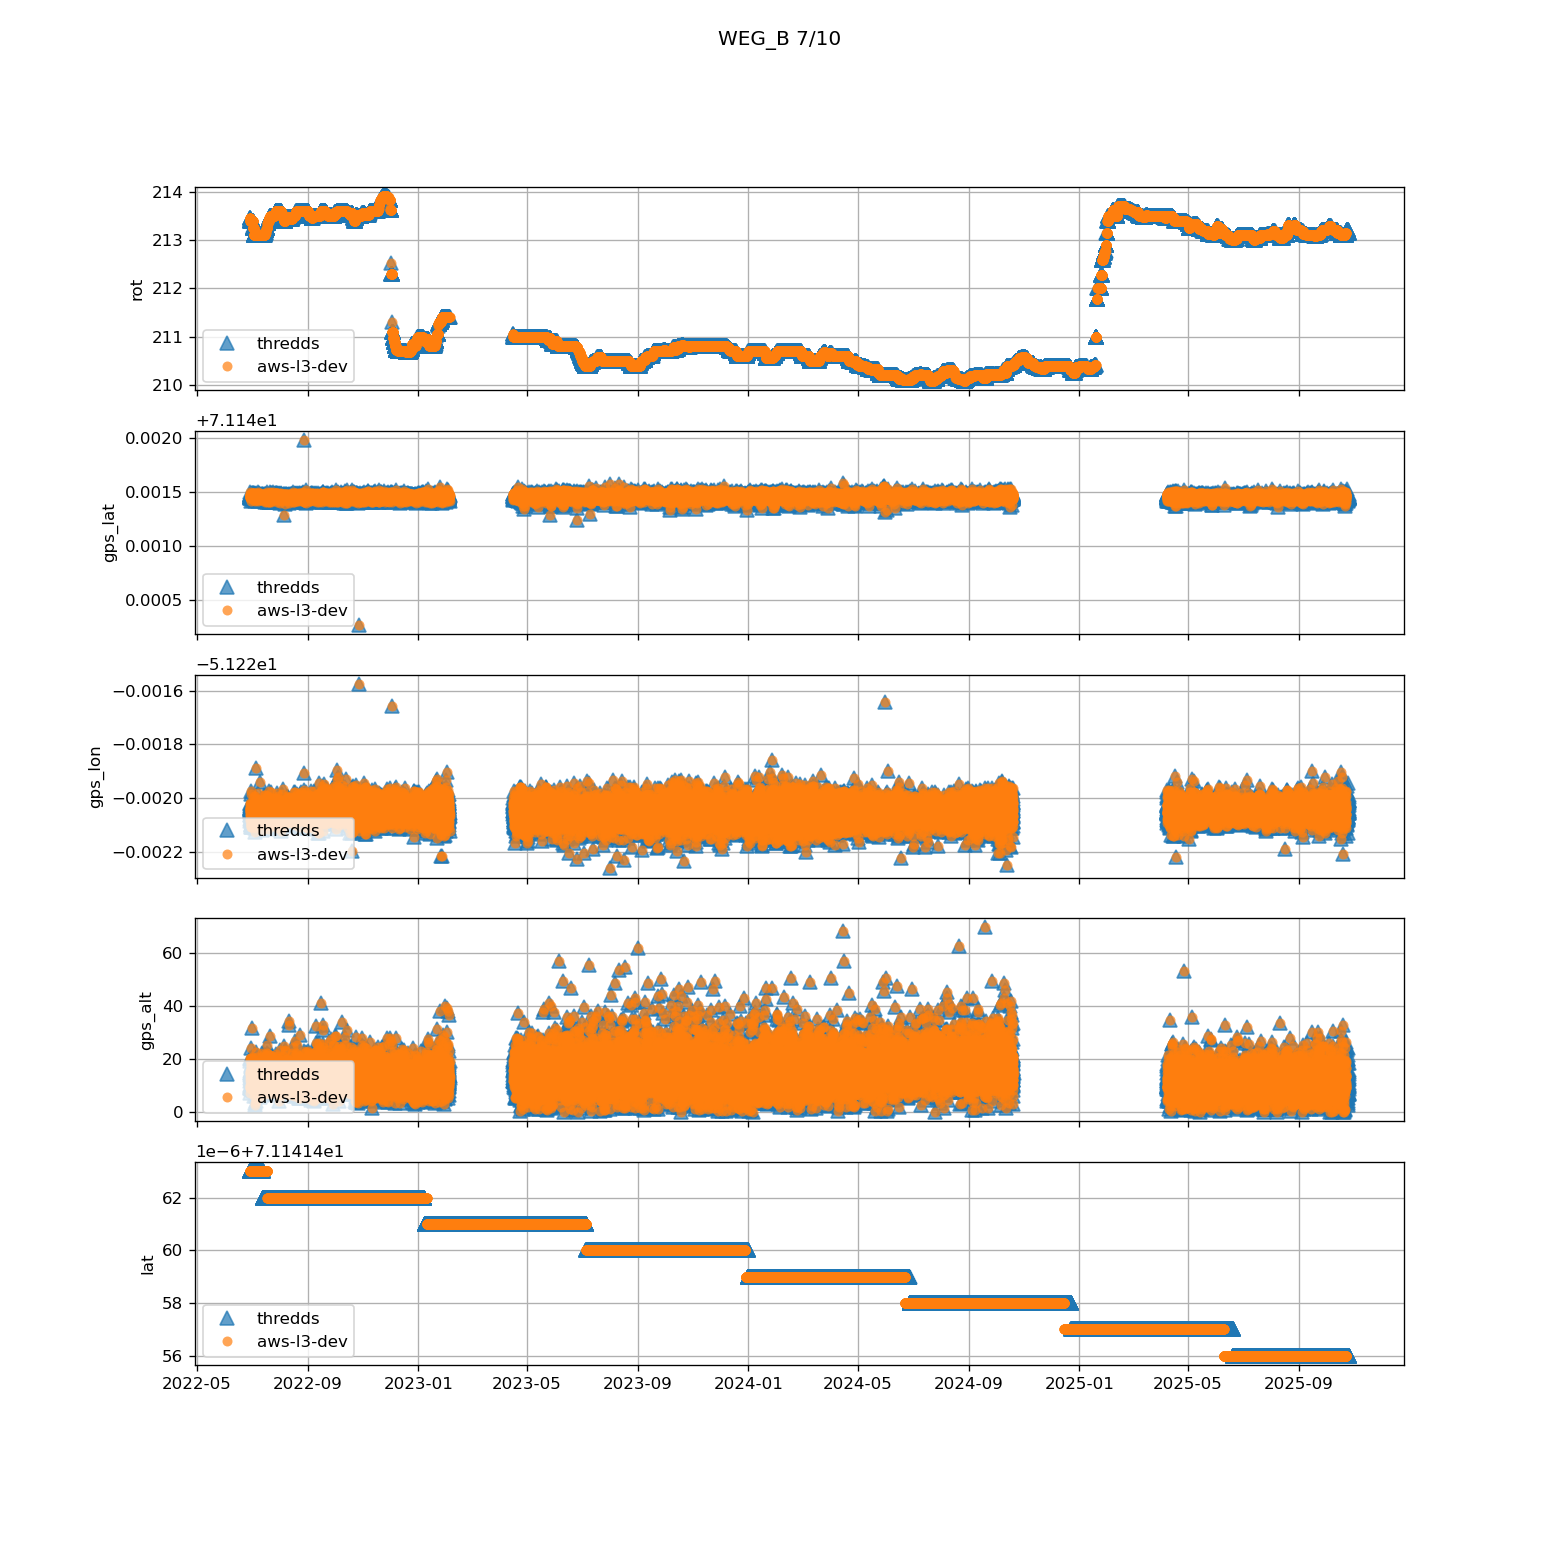 WEG_B 7/10
214
213
212
211
210
rot
thredds
aws-l3-dev
+7.114e1
0.0020
0.0015
0.0010
0.0005
gps_lat
thredds
aws-l3-dev
−5.122e1
−0.0016
−0.0018
−0.0020
−0.0022
gps_lon
thredds
aws-l3-dev
60
40
20
0
gps_alt
thredds
aws-l3-dev
1e−6+7.11414e1
62
60
58
56
lat
thredds
aws-l3-dev
2022-05 2022-09 2023-01 2023-05 2023-09 2024-01 2024-05 2024-09 2025-01 2025-05 2025-09